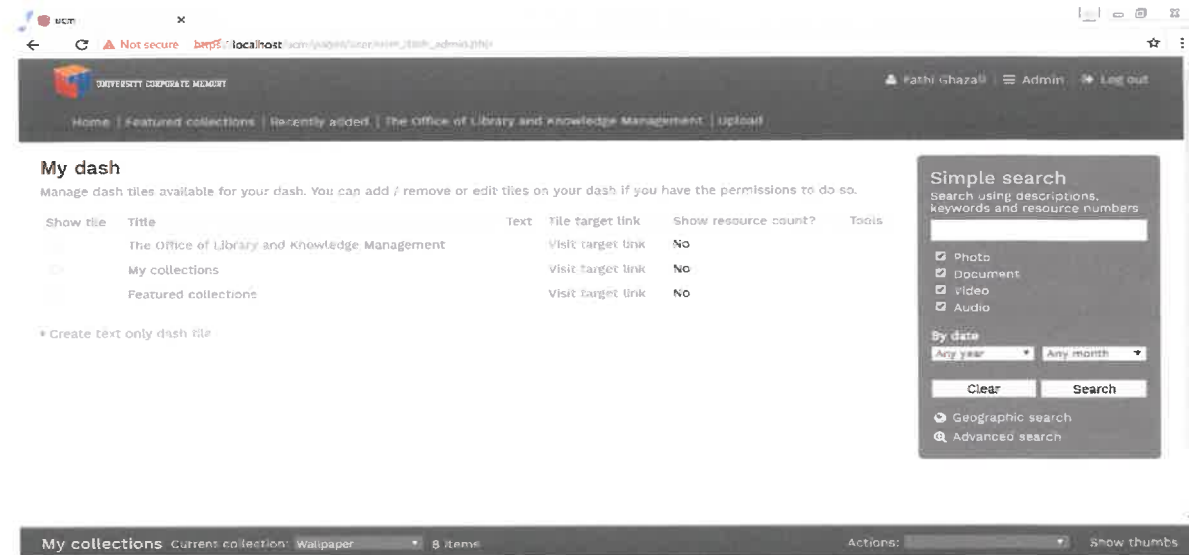 ucm
Not secure https://localhost/ucm/pages/user/user_dash_admin.php
UNIVERSITY CORPORATE MEMORY
Fathi Ghazali Admin Log out
Home | Featured collections | Recently added | The Office of Library and Knowledge Management | Upload
My dash
Manage dash tiles available for your dash. You can add / remove or edit tiles on your dash if you have the permissions to do so.
Show tile Title Text Tile target link Show resource count? Tools
The Office of Library and Knowledge Management Visit target link No
My collections Visit target link No
Featured collections Visit target link No
Create text only dash tile
Simple search
Search using descriptions,
keywords and resource numbers
Photo
Document
Video
Audio
By date
Any year Any month
Clear Search
Geographic search
Advanced search
My collections Current collection: Wallpaper 8 items Actions: Show thumbs